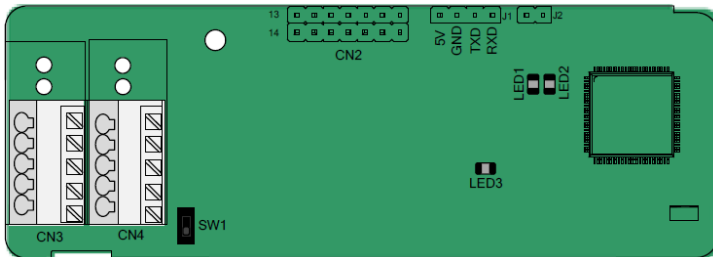 13
14
CN2
J1
J2
5V
GND
TXD
RXD
LED1
LED2
LED3
SW1
CN3
CN4